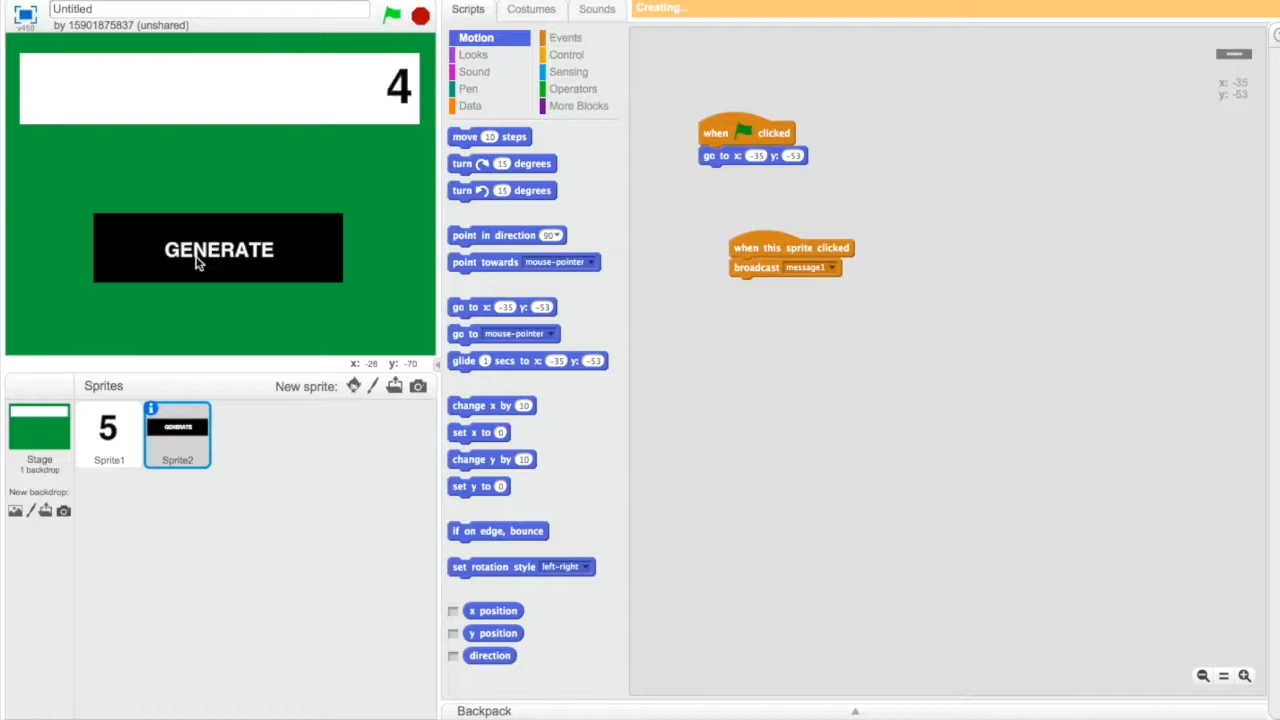 Untitled
v458
by 15901875837 (unshared)
4
GENERATE
x: -28 y: -70
Sprites
New sprite:
Stage
1 backdrop
New backdrop:
5
Sprite1
GENERATE
Sprite2
Scripts
Costumes
Sounds
Creating...
Motion
Events
Looks
Control
Sound
Sensing
Pen
Operators
Data
More Blocks
move 10 steps
turn 15 degrees
turn 15 degrees
point in direction 90
point towards mouse-pointer
go to x: -35 y: -53
go to mouse-pointer
glide 1 secs to x: -35 y: -53
change x by 10
set x to 0
change y by 10
set y to 0
if on edge, bounce
set rotation style left-right
x position
y position
direction
when clicked
go to x: -35 y: -53
when this sprite clicked
broadcast message1
x: -35
y: -53
Backpack